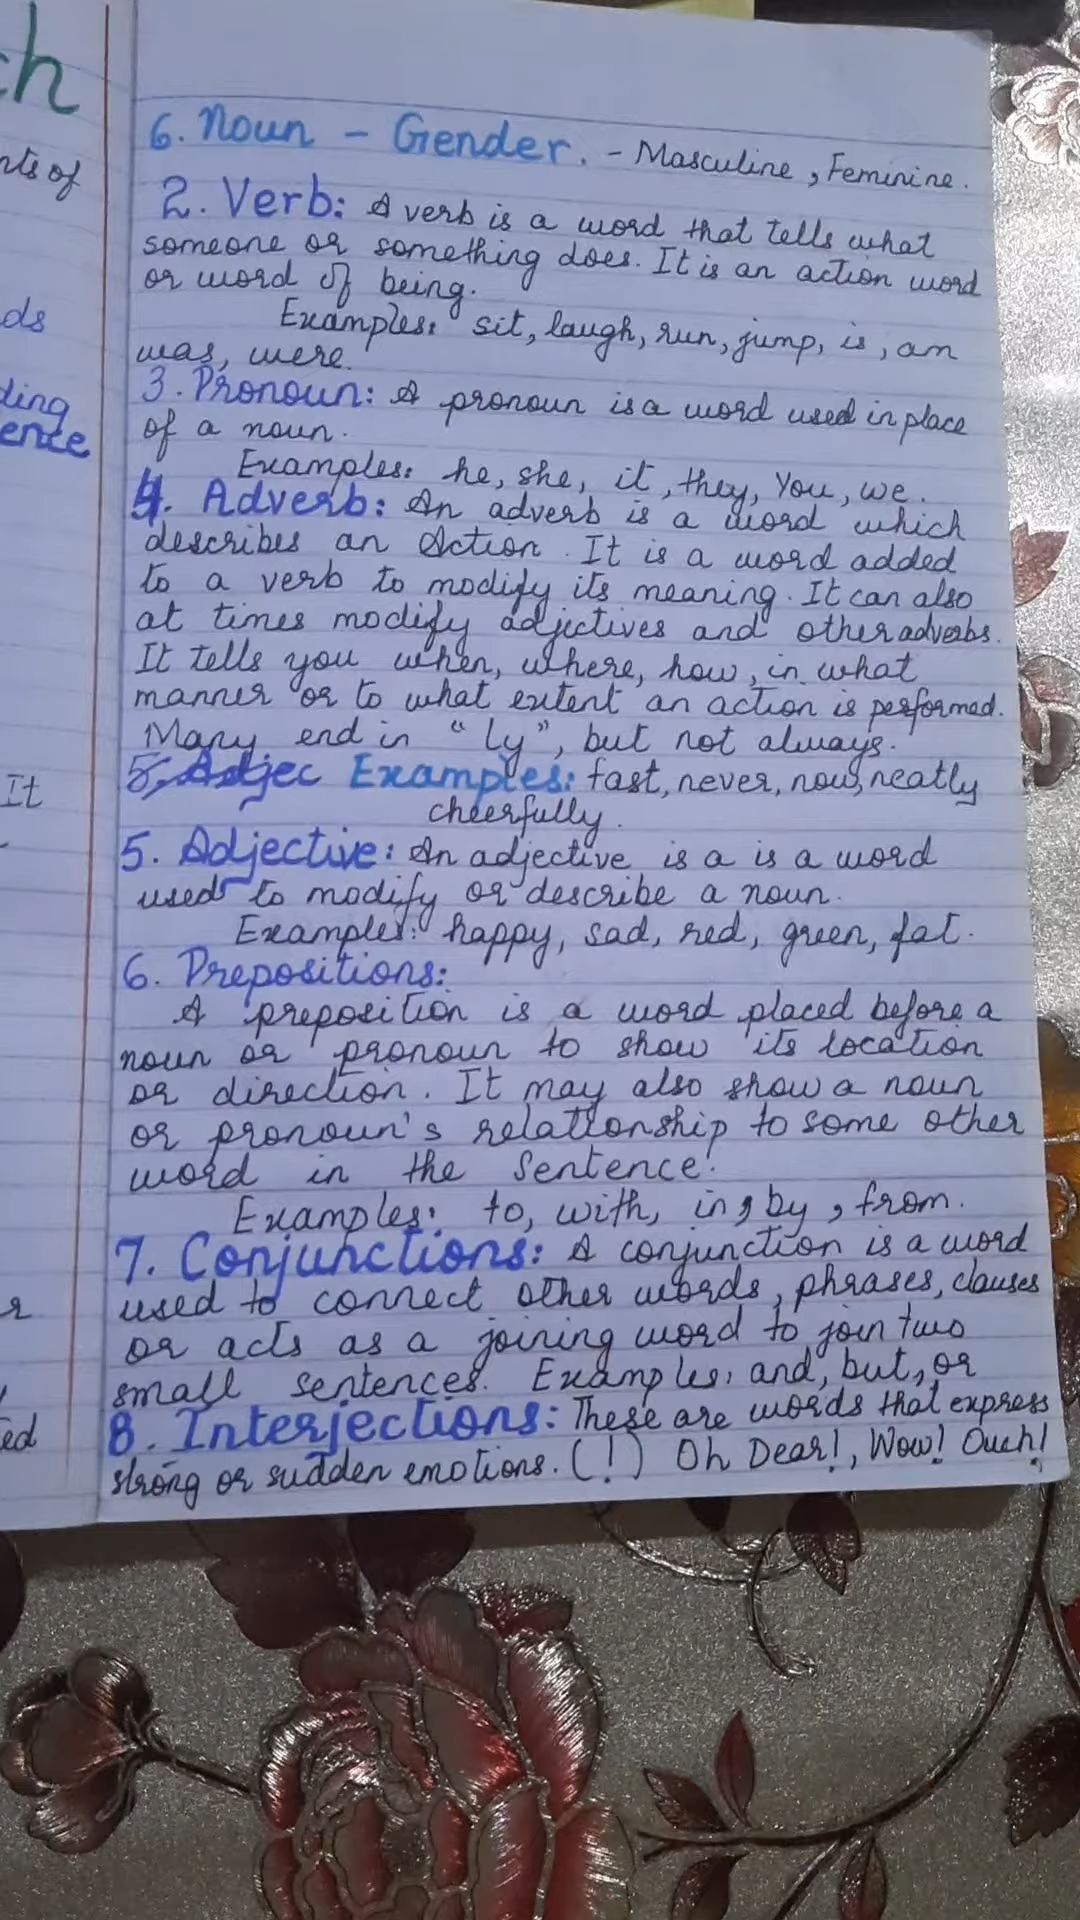 ch
nts of
ds
ding
ence
It
r
ed
6. Noun - Gender. - Masculine, Feminine.
2. Verb: A verb is a word that tells what
someone or something does. It is an action word
or word of being.
Examples: sit, laugh, run, jump, is, am
was, were.
3. Pronoun: A pronoun is a word used in place
of a noun.
Examples: he, she, it, they, You, we.
4. Adverb: An adverb is a word which
describes an Action. It is a word added
to a verb to modify its meaning. It can also
at times modify adjectives and other adverbs.
It tells you when, where, how, in what
manner or to what extent an action is performed.
Many end in "ly", but not always.
5. Adjec Examples: fast, never, now, neatly
cheerfully.
5. Adjective: An adjective is a is a word
used to modify or describe a noun.
Examples: happy, sad, red, green, fat.
6. Prepositions:
A preposition is a word placed before a
noun or pronoun to show its location
or direction. It may also show a noun
or pronoun's relationship to some other
word in the Sentence.
Examples: to, with, in, by, from.
7. Conjunctions: A conjunction is a word
used to connect other words, phrases, clauses
or acts as a joining word to join two
small sentences. Examples: and, but, or
8. Interjections: These are words that express
strong or sudden emotions. (!) Oh Dear!, Wow! Ouch!